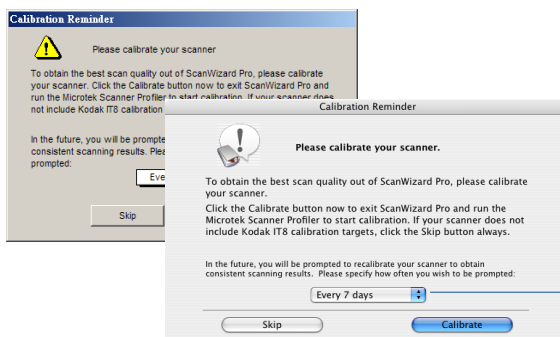 Calibration Reminder
Please calibrate your scanner
To obtain the best scan quality out of ScanWizard Pro, please calibrate
your scanner. Click the Calibrate button now to exit ScanWizard Pro and
run the Microtek Scanner Profiler to start calibration. If your scanner does
not include Kodak IT8 calibration
In the future, you will be prompte
consistent scanning results. Plea
prompted:
Eve
Skip
Calibration Reminder
Please calibrate your scanner.
To obtain the best scan quality out of ScanWizard Pro, please calibrate
your scanner.
Click the Calibrate button now to exit ScanWizard Pro and run the
Microtek Scanner Profiler to start calibration. If your scanner does not
include Kodak IT8 calibration targets, click the Skip button always.
In the future, you will be prompted to recalibrate your scanner to obtain
consistent scanning results. Please specify how often you wish to be prompted:
Every 7 days
Skip
Calibrate